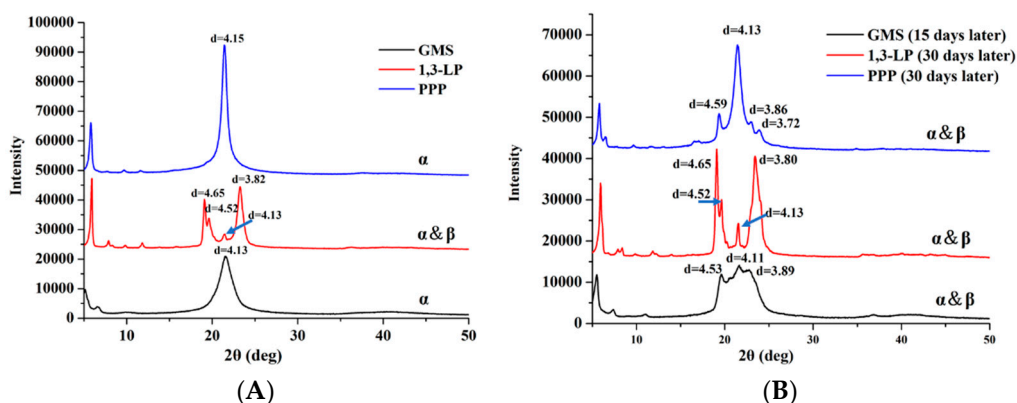 100000
90000
80000
70000
60000
50000
40000
30000
20000
10000
0
Intensity
d=4.15
GMS
1,3-LP
PPP
α
d=4.65
d=4.52
d=3.82
d=4.13
α & β
d=4.13
α
5 10 20 30 40 50
2θ (deg)
(A)
70000
60000
50000
40000
30000
20000
10000
0
Intensity
d=4.13
GMS (15 days later)
1,3-LP (30 days later)
PPP (30 days later)
d=4.59
d=3.86
d=3.72
α & β
d=4.65
d=3.80
d=4.52
d=4.13
α & β
d=4.53
d=4.11
d=3.89
α & β
5 10 20 30 40 50
2θ (deg)
(B)